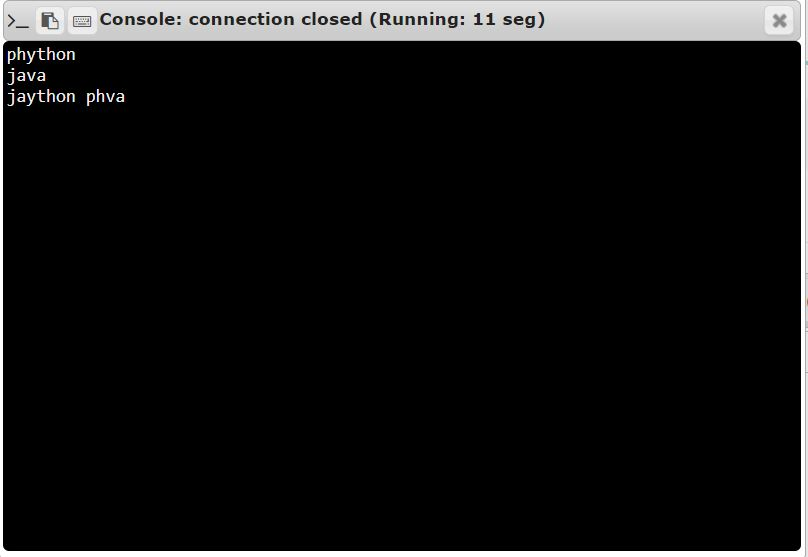 >_ Console: connection closed (Running: 11 seg)
phython
java
jaython phva